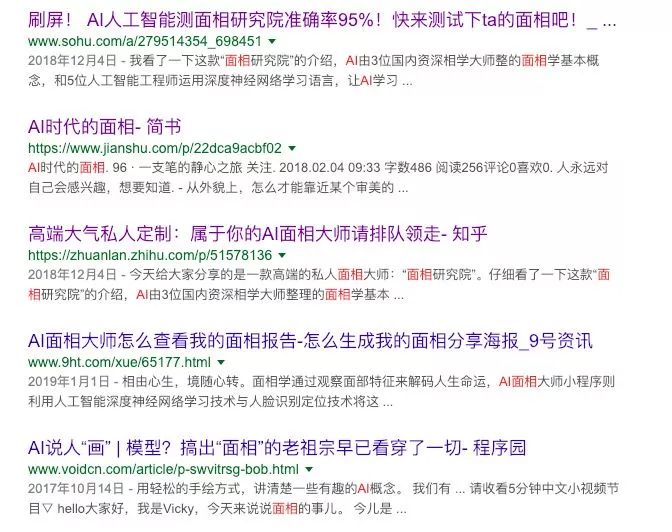 刷屏！ AI人工智能测面相研究院准确率95%！快来测试下ta的面相吧！_ ...
www.sohu.com/a/279514354_698451
2018年12月4日 - 我看了一下这款“面相研究院”的介绍，AI由3位国内资深相学大师整的面相学基本概
念，和5位人工智能工程师运用深度神经网络学习语言，让AI学习 ...
AI时代的面相- 简书
https://www.jianshu.com/p/22dca9acbf02
AI时代的面相. 96 · 一支笔的静心之旅 关注. 2018.02.04 09:33 字数486 阅读256评论0喜欢0. 人永远对
自己会感兴趣，想要知道. - 从外貌上，怎么才能靠近某个审美的 ...
高端大气私人定制：属于你的AI面相大师请排队领走- 知乎
https://zhuanlan.zhihu.com/p/51578136
2018年12月4日 - 今天给大家分享的是一款高端的私人面相大师：“面相研究院”。仔细看了一下这款“面
相研究院”的介绍，AI由3位国内资深相学大师整理的面相学基本 ...
AI面相大师怎么查看我的面相报告-怎么生成我的面相分享海报_9号资讯
www.9ht.com/xue/65177.html
2019年1月1日 - 相由心生，境随心转。面相学通过观察面部特征来解码人生命运，AI面相大师小程序则
利用人工智能深度神经网络学习技术与人脸识别定位技术将这 ...
AI说人“画” | 模型？搞出“面相”的老祖宗早已看穿了一切- 程序园
www.voidcn.com/article/p-swvitrsg-bob.html
2017年10月14日 - 用轻松的手绘方式，讲清楚一些有趣的AI概念。 我们有 ... 请收看5分钟中文小视频节
目▽ hello大家好，我是Vicky，今天来说说面相的事儿。 今儿是 ...